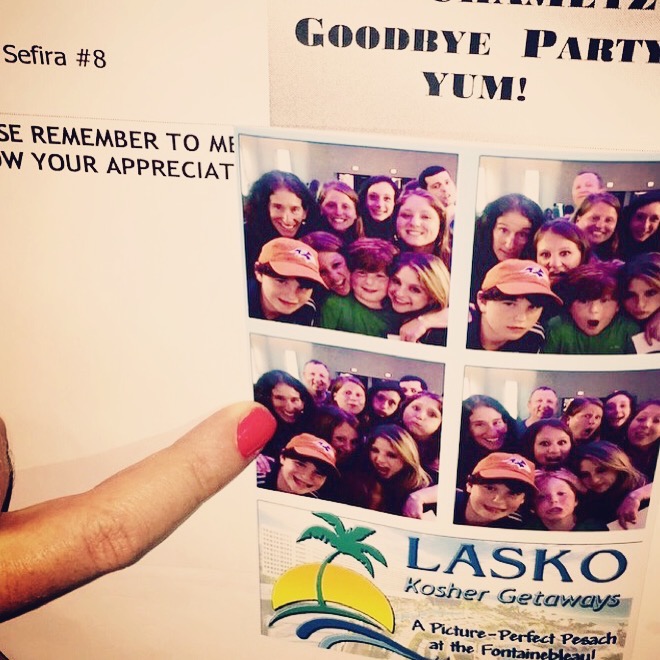 GOODBYE PARTY
YUM!
Sefira #8
SE REMEMBER TO ME
OW YOUR APPRECIAT
LASKO
Kosher Getaways
A Picture-Perfect Pesach
at the Fontainebleau!